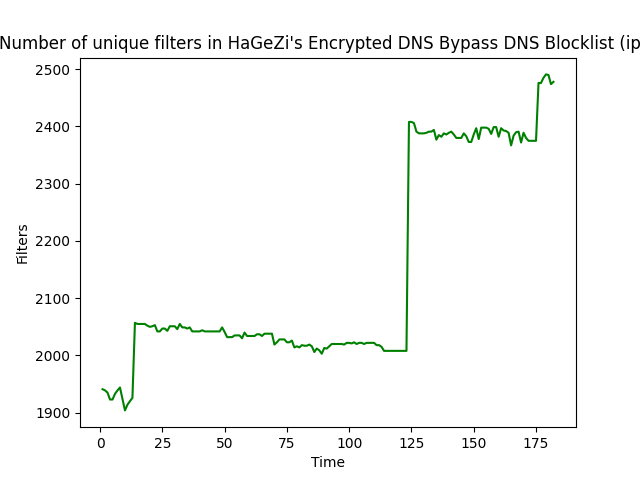 Number of unique filters in HaGeZi's Encrypted DNS Bypass DNS Blocklist (ip
2500
2400
2300
2200
2100
2000
1900
Filters
0 25 50 75 100 125 150 175
Time